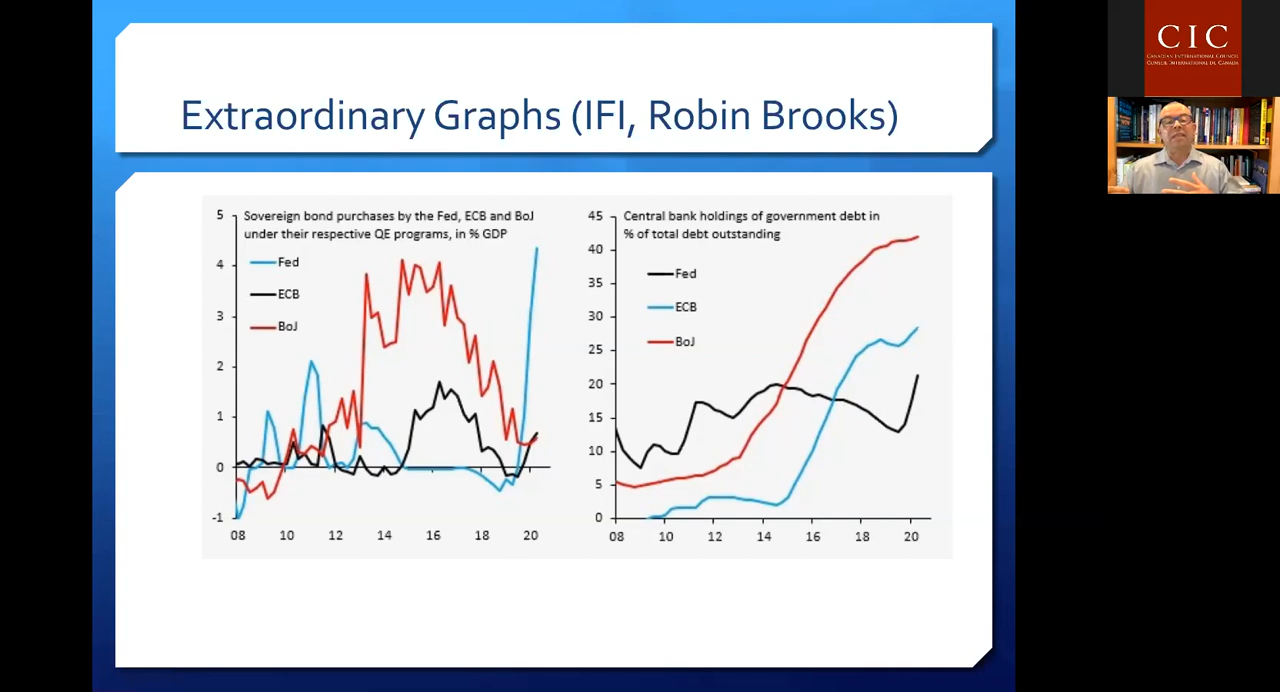 Extraordinary Graphs (IFI, Robin Brooks)
5
4
3
2
1
0
-1
Sovereign bond purchases by the Fed, ECB and BoJ
under their respective QE programs, in % GDP
Fed
ECB
BoJ
08 10 12 14 16 18 20
45
40
35
30
25
20
15
10
5
0
Central bank holdings of government debt in
% of total debt outstanding
Fed
ECB
BoJ
08 10 12 14 16 18 20
CIC
CANADIAN INTERNATIONAL COUNCIL
CONSEIL INTERNATIONAL DU CANADA